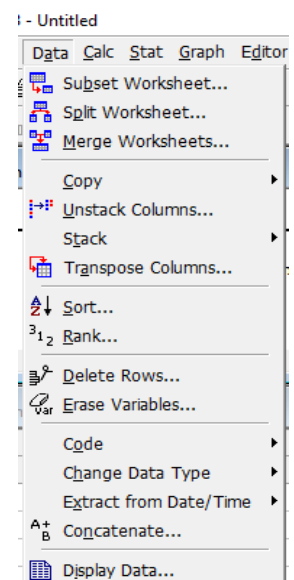 - Untitled
Data Calc Stat Graph Editor
Subset Worksheet...
Split Worksheet...
Merge Worksheets...
Copy
Unstack Columns...
Stack
Transpose Columns...
Sort...
Rank...
Delete Rows...
Erase Variables...
Code
Change Data Type
Extract from Date/Time
Concatenate...
Display Data...